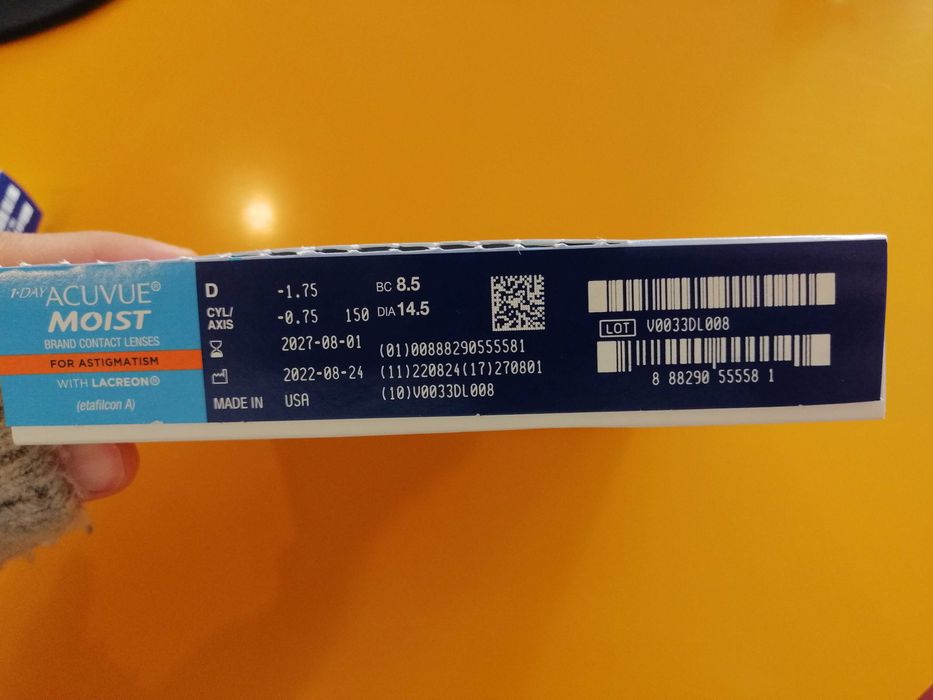 1·DAY ACUVUE®
MOIST
BRAND CONTACT LENSES
FOR ASTIGMATISM
WITH LACREON®
(etafilcon A)
D -1.75
CYL/AXIS -0.75 150
2027-08-01
2022-08-24
MADE IN USA
BC 8.5
DIA 14.5
(01)00888290555581
(11)220824(17)270801
(10)V0033DL008
LOT V0033DL008
8 88290 55558 1